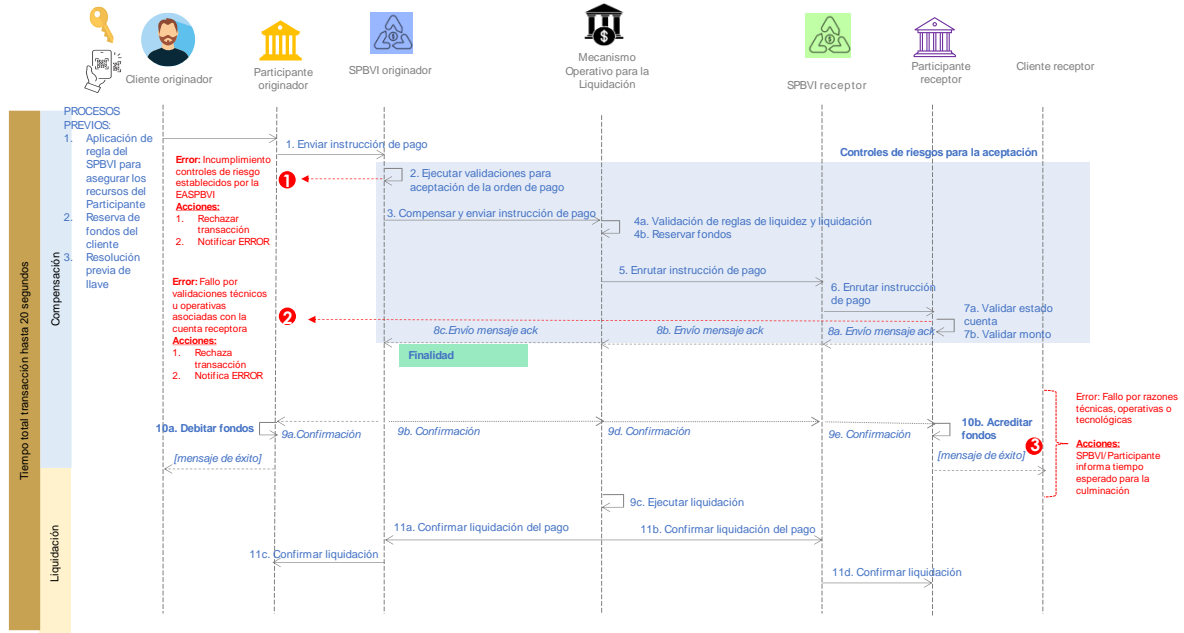 Cliente originador
Participante
originador
SPBVI originador
Mecanismo
Operativo para la
Liquidación
SPBVI receptor
Participante
receptor
Cliente receptor
Tiempo total transacción hasta 20 segundos
Compensación
Liquidación
PROCESOS
PREVIOS:
1. Aplicación de
regla del
SPBVI para
asegurar los
recursos del
Participante
2. Reserva de
fondos del
cliente
3. Resolución
previa de
llave
1. Enviar instrucción de pago
Controles de riesgos para la aceptación
Error: Incumplimiento
controles de riesgo
establecidos por la
EASPBVI
Acciones:
1. Rechazar
transacción
2. Notificar ERROR
1
2. Ejecutar validaciones para
aceptación de la orden de pago
3. Compensar y enviar instrucción de pago
4a. Validación de reglas de liquidez y liquidación
4b. Reservar fondos
5. Enrutar instrucción de pago
6. Enrutar instrucción
de pago
Error: Fallo por
validaciones técnicos
u operativas
asociadas con la
cuenta receptora
Acciones:
1. Rechaza
transacción
2. Notifica ERROR
2
7a. Validar estado
cuenta
7b. Validar monto
8c.Envío mensaje ack
8b. Envío mensaje ack
8a. Envío mensaje ack
Finalidad
10a. Debitar fondos
9a.Confirmación
9b. Confirmación
9d. Confirmación
9e. Confirmación
10b. Acreditar
fondos
[mensaje de éxito]
[mensaje de éxito]
3
Error: Fallo por razones
técnicas, operativas o
tecnológicas
Acciones:
SPBVI/Participante
informa tiempo
esperado para la
culminación
9c. Ejecutar liquidación
11a. Confirmar liquidación del pago
11b. Confirmar liquidación del pago
11c. Confirmar liquidación
11d. Confirmar liquidación